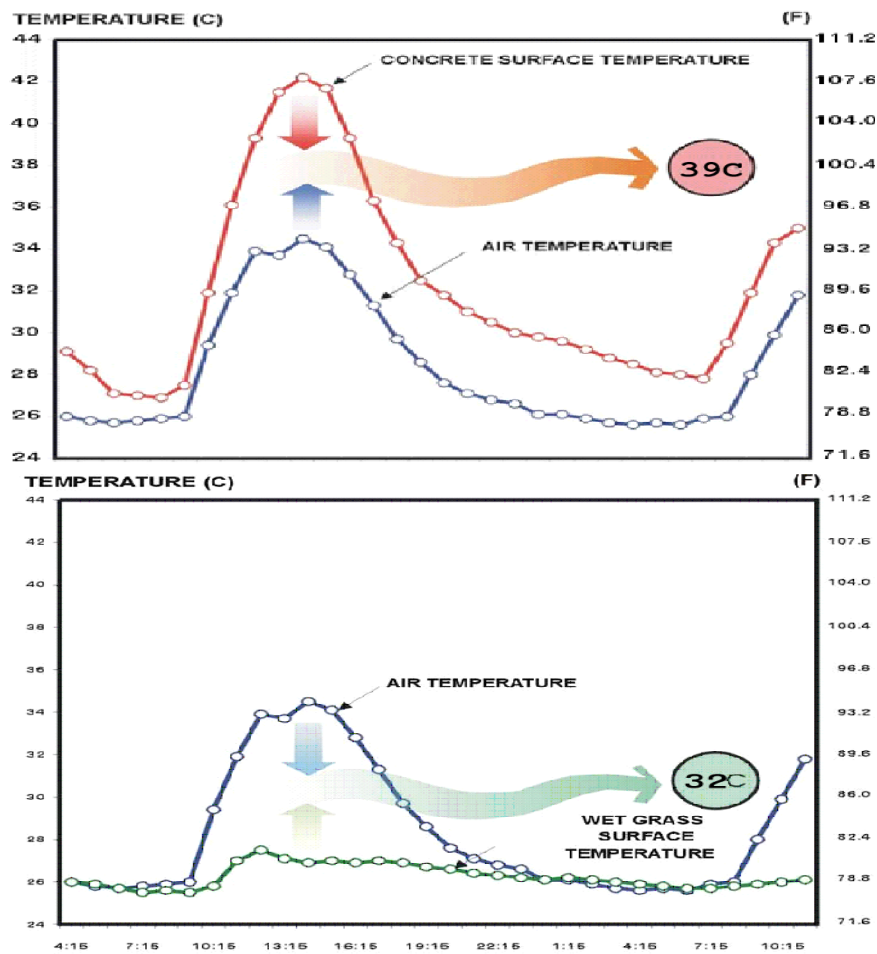 TEMPERATURE (C) (F)
44 111.2
CONCRETE SURFACE TEMPERATURE
42 107.6
40 104.0
38 100.4
39C
36 96.8
34 93.2
AIR TEMPERATURE
32 89.6
30 86.0
28 82.4
26 78.8
24 71.6
TEMPERATURE (C) (F)
44 111.2
42 107.6
40 104.0
38 100.4
36 96.8
AIR TEMPERATURE
34 93.2
32 89.6
32C
30 86.0
WET GRASS
SURFACE
TEMPERATURE
28 82.4
26 78.8
24 71.6
4:15 7:15 10:15 13:15 16:15 19:15 22:15 1:15 4:15 7:15 10:15